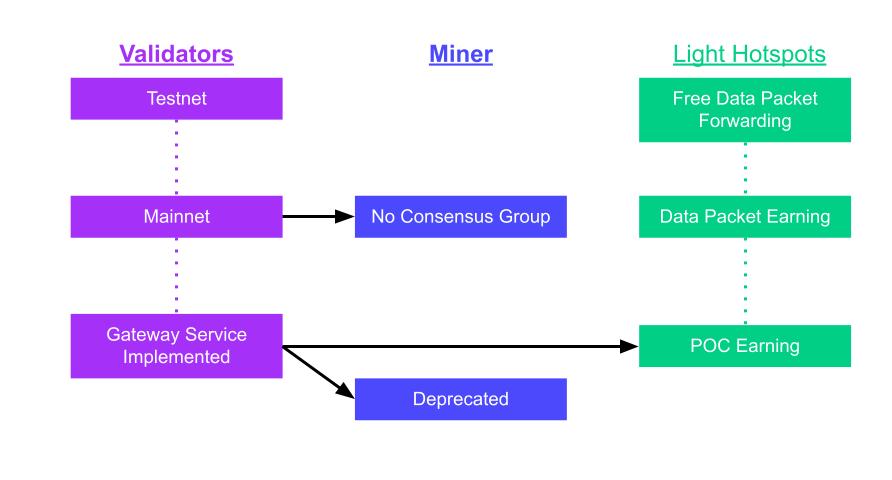 Validators
Miner
Light Hotspots
Testnet
Free Data Packet
Forwarding
Mainnet
No Consensus Group
Data Packet Earning
Gateway Service
Implemented
POC Earning
Deprecated